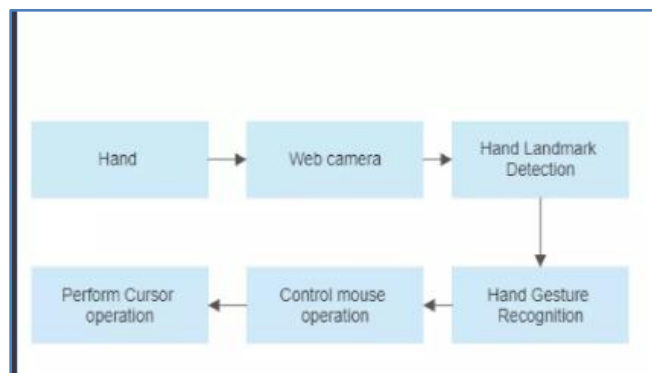 Hand
Web camera
Hand Landmark
Detection
Hand Gesture
Recognition
Control mouse
operation
Perform Cursor
operation